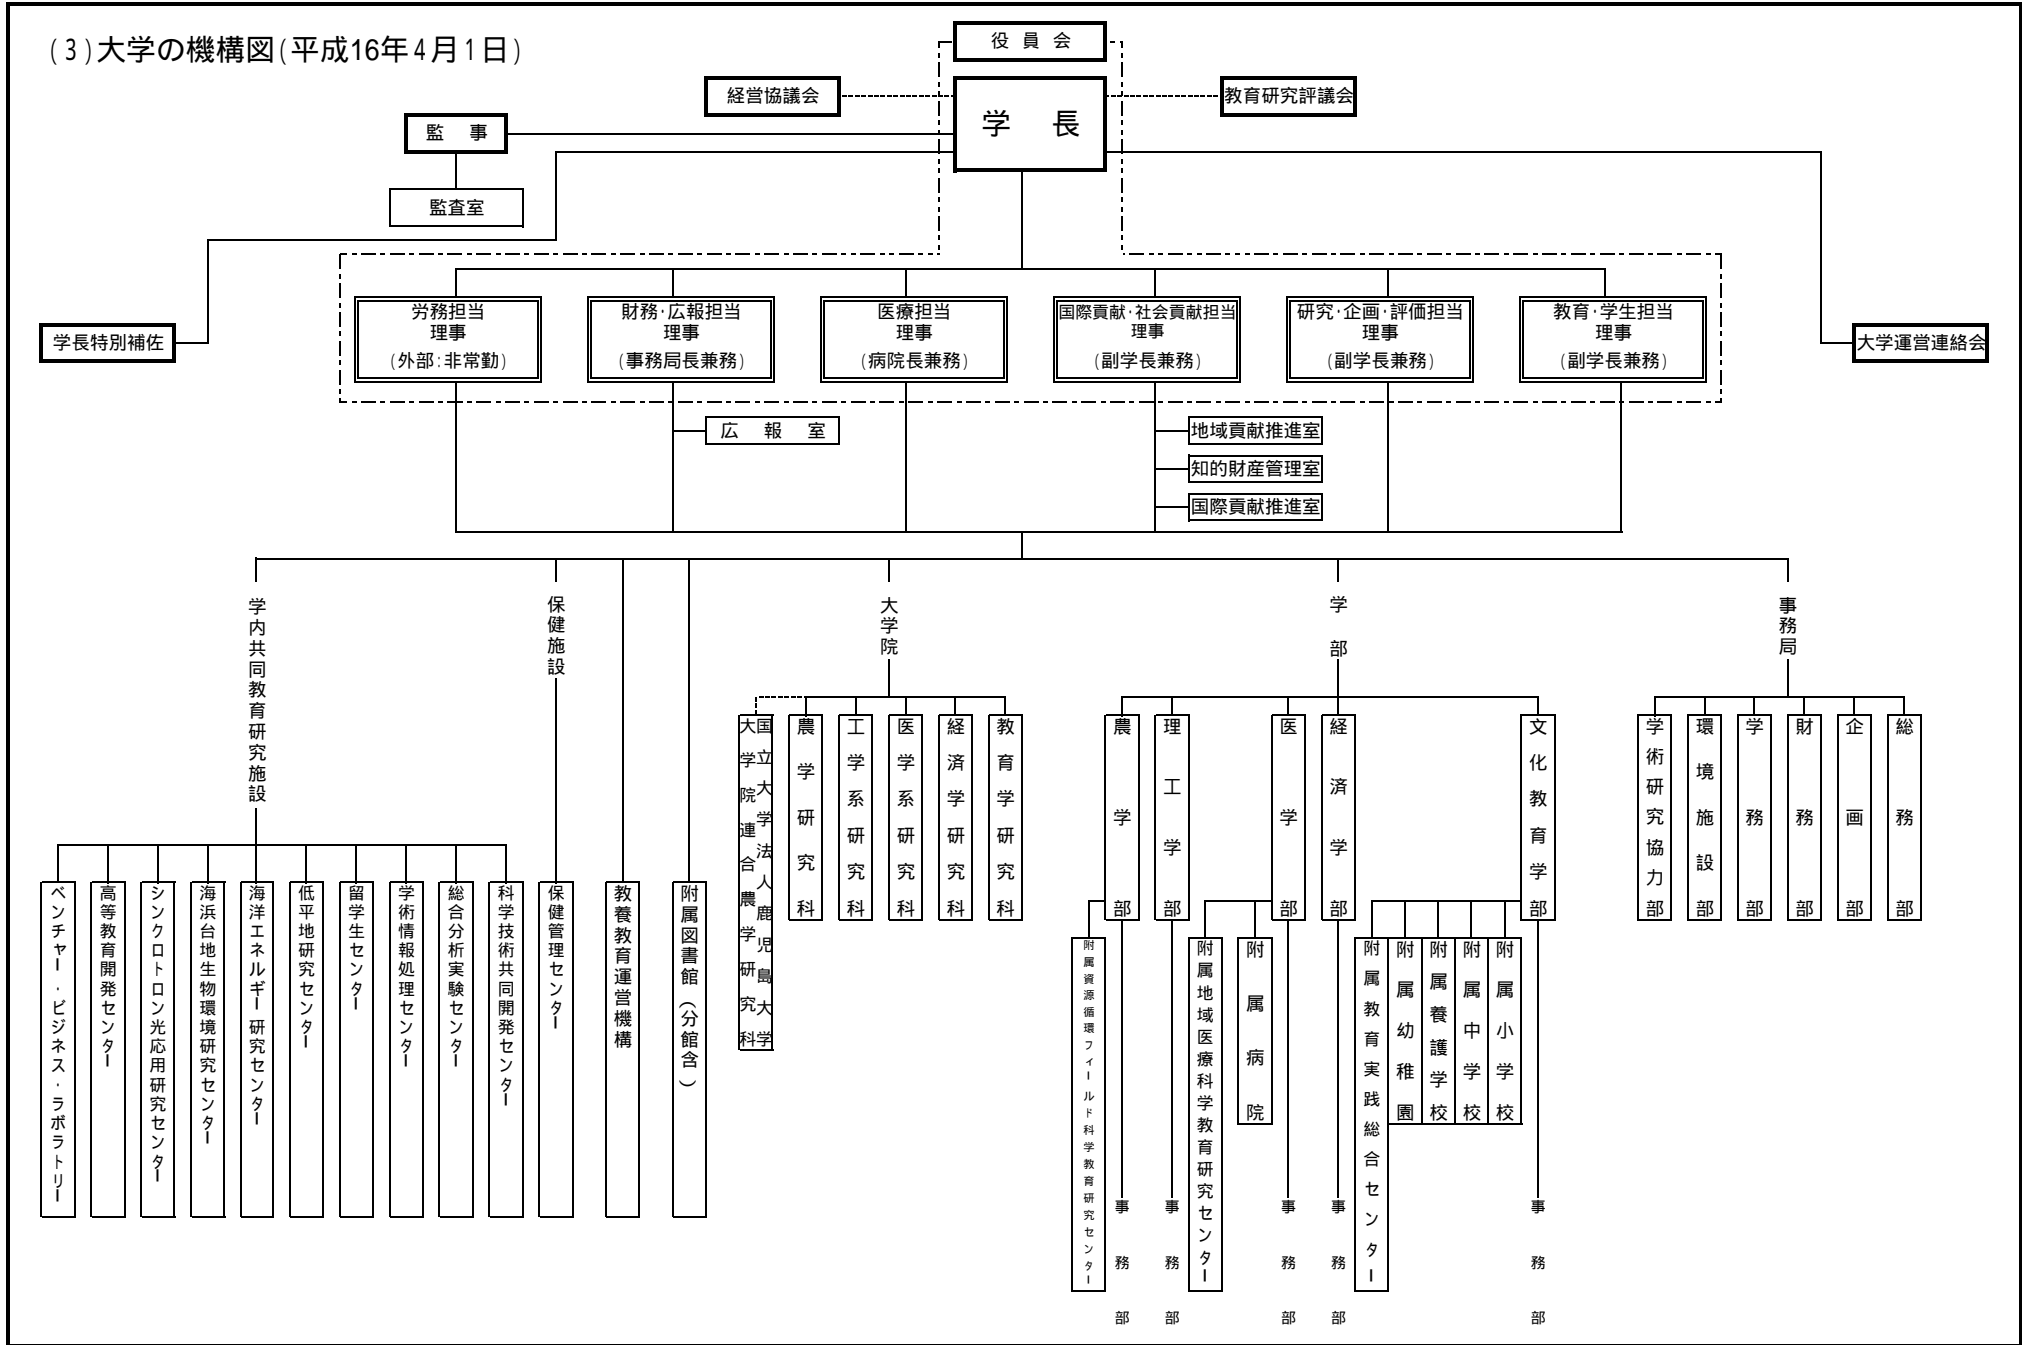 (3)大学の機構図(平成16年4月1日)
役員会
経営協議会
学長
教育研究評議会
監事
監査室
学長特別補佐
大学運営連絡会
労務担当
理事
(外部:非常勤)
財務・広報担当
理事
(事務局長兼務)
医療担当
理事
(病院長兼務)
国際貢献・社会貢献担当
理事
(副学長兼務)
研究・企画・評価担当
理事
(副学長兼務)
教育・学生担当
理事
(副学長兼務)
広報室
地域貢献推進室
知的財産管理室
国際貢献推進室
学内共同教育研究施設
保健施設
大学院
学部
事務局
ベンチャー・ビジネス・ラボラトリー
高等教育開発センター
シンクロトロン光応用研究センター
海浜台地生物環境研究センター
海洋エネルギー研究センター
低平地研究センター
留学生センター
学術情報処理センター
総合分析実験センター
科学技術共同開発センター
保健管理センター
教養教育運営機構
附属図書館(分館含)
国立大学法人鹿児島大学
大学院連合農学研究科
農学研究科
工学系研究科
医学系研究科
経済学研究科
教育学研究科
農学部
理工学部
医学部
経済学部
文化教育学部
学術研究協力部
環境施設部
学務部
財務部
企画部
総務部
附属資源循環フィールド科学教育研究センター
事務部
事務部
附属地域医療科学教育研究センター
附属病院
事務部
事務部
附属教育実践総合センター
附属幼稚園
附属養護学校
附属中学校
附属小学校
事務部